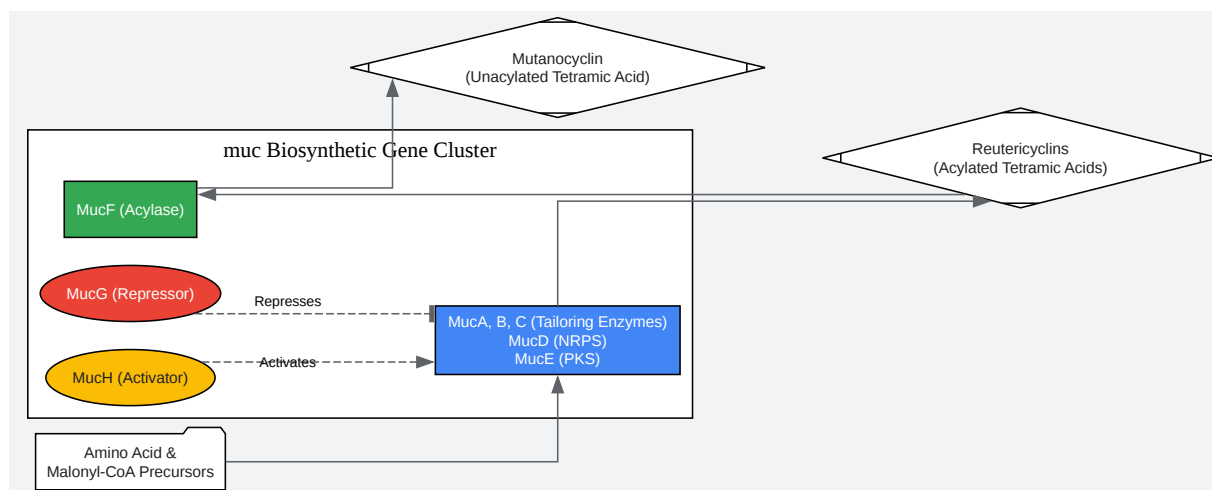 Mutanocyclin
(Unacylated Tetramic Acid)
muc Biosynthetic Gene Cluster
Reutericyclins
(Acylated Tetramic Acids)
MucF (Acylase)
MucG (Repressor)
Represses
MucA, B, C (Tailoring Enzymes)
MucD (NRPS)
MucE (PKS)
Activates
MucH (Activator)
Amino Acid &
Malonyl-CoA Precursors